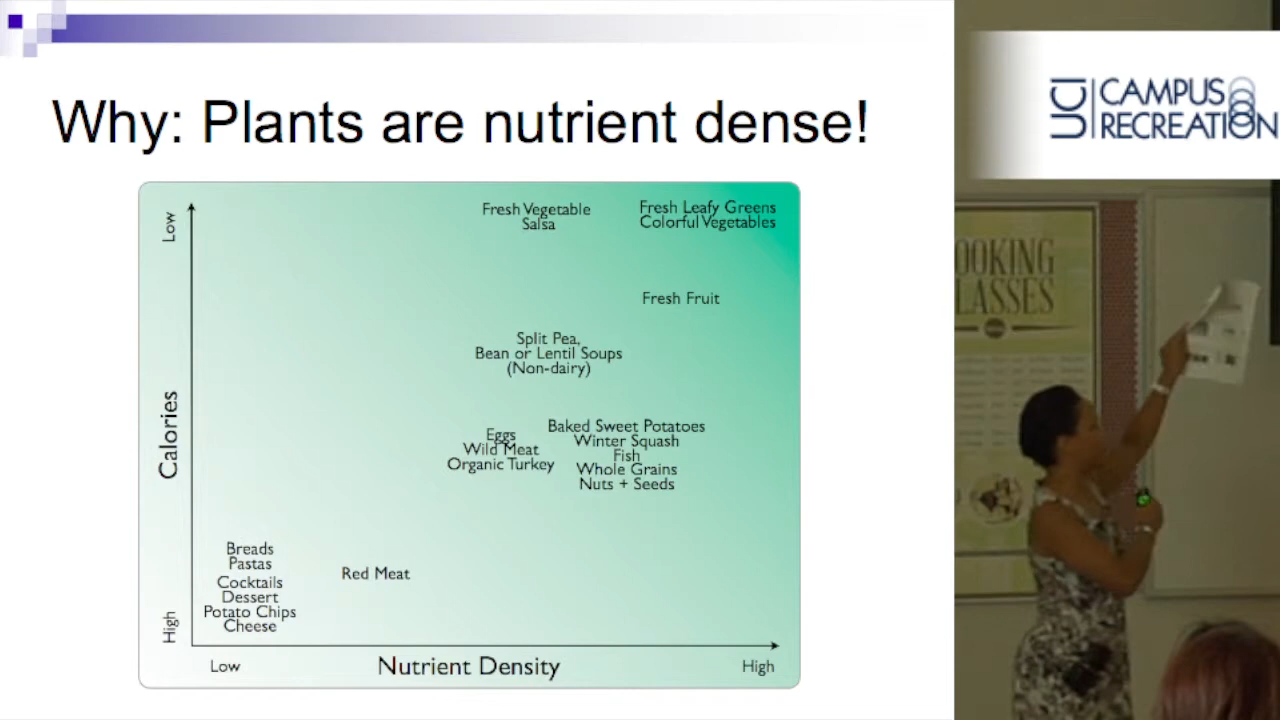 Why: Plants are nutrient dense!
Low
Fresh Vegetable
Salsa
Fresh Leafy Greens
Colorful Vegetables
Fresh Fruit
Split Pea,
Bean or Lentil Soups
(Non-dairy)
Calories
Eggs
Wild Meat
Organic Turkey
Baked Sweet Potatoes
Winter Squash
Fish
Whole Grains
Nuts + Seeds
Breads
Pastas
Cocktails
Dessert
Potato Chips
Cheese
Red Meat
High
Low
Nutrient Density
High
UCI
CAMPUS
RECREATION
OOKING
LASSES